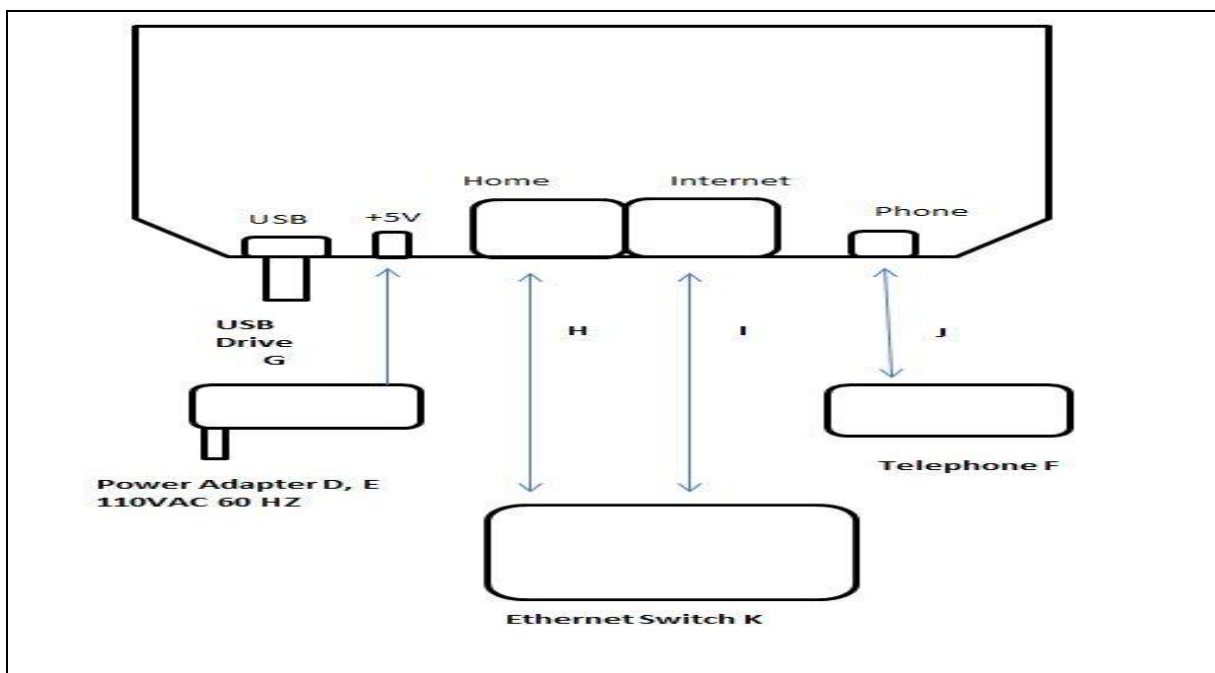 Home
Internet
USB
+5V
Phone
USB
Drive
G
H
I
J
Power Adapter D, E
110VAC 60 HZ
Telephone F
Ethernet Switch K